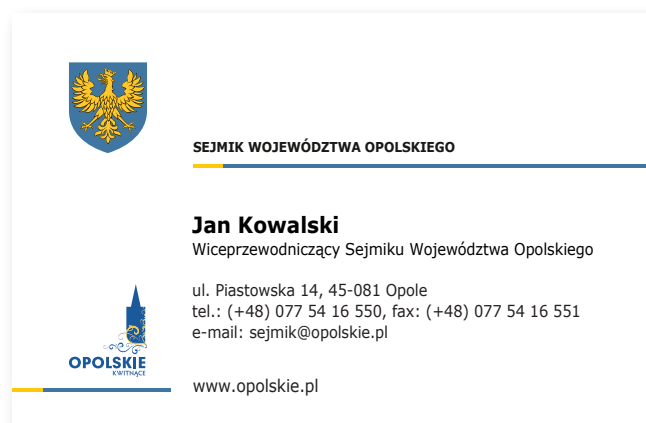 SEJMIK WOJEWÓDZTWA OPOLSKIEGO
Jan Kowalski
Wiceprzewodniczący Sejmiku Województwa Opolskiego
ul. Piastowska 14, 45-081 Opole
tel.: (+48) 077 54 16 550, fax: (+48) 077 54 16 551
e-mail: sejmik@opolskie.pl
OPOLSKIE
KWITNĄCE
www.opolskie.pl